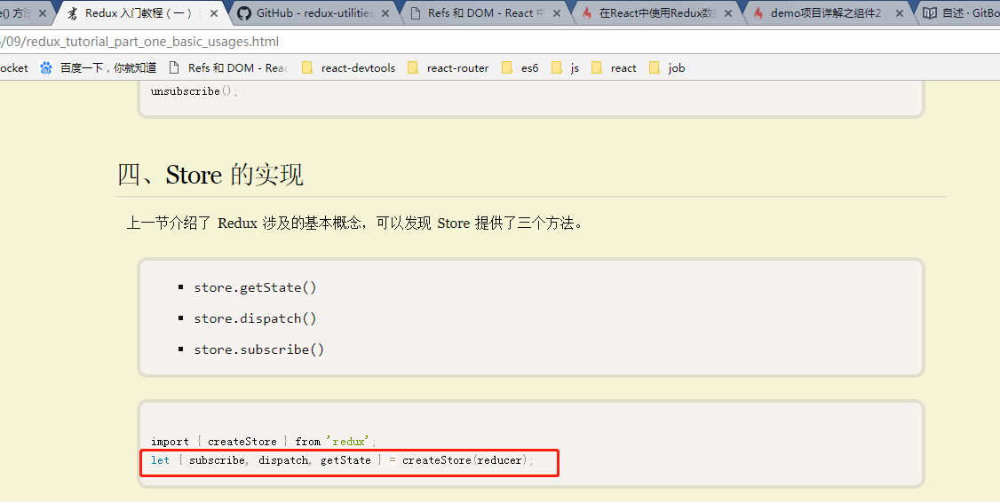 () 方法
Redux 入门教程（一）：
GitHub - redux-utilities
Refs 和 DOM - React 中
在React中使用Redux数据
demo项目详解之组件2
自述 · GitBo
/09/redux_tutorial_part_one_basic_usages.html
ocket
百度一下，你就知道
Refs 和 DOM - Reac
react-devtools
react-router
es6
js
react
job
unsubscribe();
四、Store 的实现
上一节介绍了 Redux 涉及的基本概念，可以发现 Store 提供了三个方法。
store.getState()
store.dispatch()
store.subscribe()
import { createStore } from 'redux';
let { subscribe, dispatch, getState } = createStore(reducer);